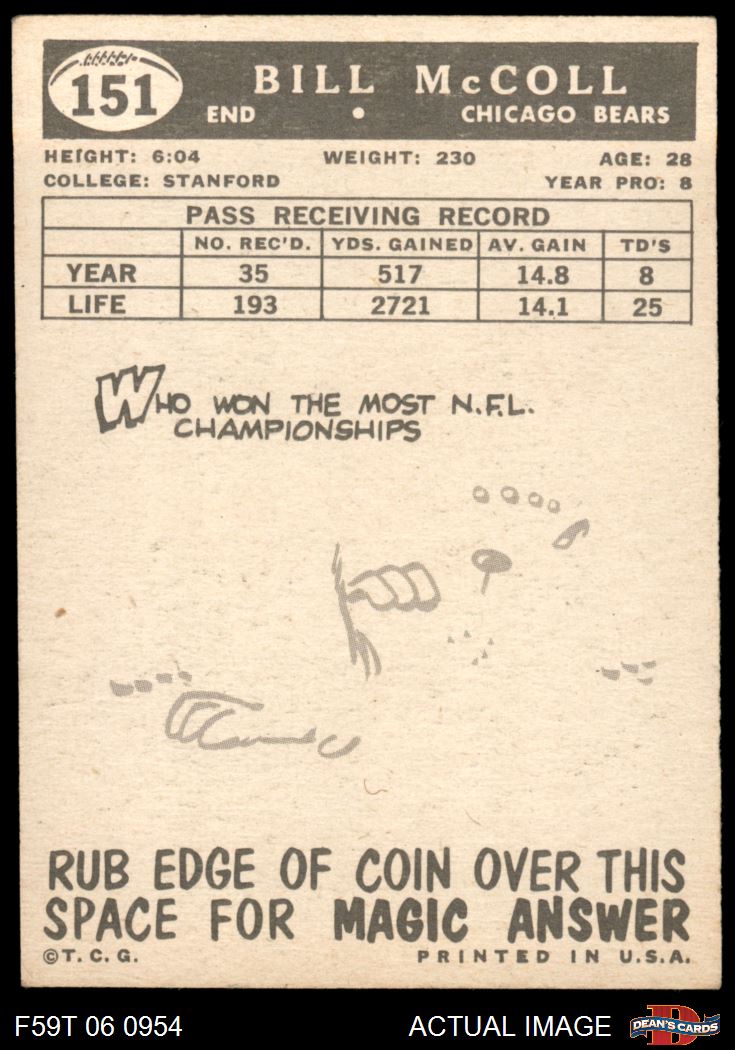 151
BILL McCOLL
END • CHICAGO BEARS
HEIGHT: 6:04 WEIGHT: 230 AGE: 28
COLLEGE: STANFORD YEAR PRO: 8
PASS RECEIVING RECORD
NO. REC'D. YDS. GAINED AV. GAIN TD'S
YEAR 35 517 14.8 8
LIFE 193 2721 14.1 25
WHO WON THE MOST N.F.L.
CHAMPIONSHIPS
RUB EDGE OF COIN OVER THIS
SPACE FOR MAGIC ANSWER
©T.C.G. PRINTED IN U.S.A.
F59T 06 0954 ACTUAL IMAGE D DEAN'S CARDS